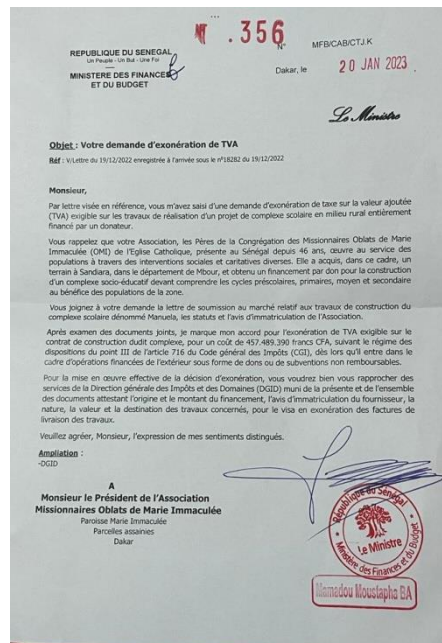 N° .356
MFB/CAB/CTJ.K
REPUBLIQUE DU SENEGAL
Un Peuple - Un But - Une Foi
MINISTERE DES FINANCES
ET DU BUDGET
Dakar, le 20 JAN 2023
Le Ministre
Objet : Votre demande d'exonération de TVA
Réf : V/Lettre du 19/12/2022 enregistrée à l'arrivée sous le n°18282 du 19/12/2022
Monsieur,
Par lettre visée en référence, vous m'avez saisi d'une demande d'exonération de taxe sur la valeur ajoutée
(TVA) exigible sur les travaux de réalisation d'un projet de complexe scolaire en milieu rural entièrement
financé par un donateur.
Vous rappelez que votre Association, les Pères de la Congrégation des Missionnaires Oblats de Marie
Immaculée (OMI) de l'Eglise Catholique, présente au Sénégal depuis 46 ans, œuvre au service des
populations à travers des interventions sociales et caritatives diverses. Elle a acquis, dans ce cadre, un
terrain à Sandiara, dans le département de Mbour, et obtenu un financement par don pour la construction
d'un complexe socio-éducatif devant comprendre les cycles préscolaires, primaires, moyen et secondaire
au bénéfice des populations de la zone.
Vous joignez à votre demande la lettre de soumission au marché relatif aux travaux de construction du
complexe scolaire dénommé Manuela, les statuts et l'avis d'immatriculation de l'Association.
Après examen des documents joints, je marque mon accord pour l'exonération de TVA exigible sur le
contrat de construction dudit complexe, pour un coût de 457.489.390 francs CFA, suivant le régime des
dispositions du point III de l'article 716 du Code général des Impôts (CGI), dès lors qu'il entre dans le
cadre d'opérations financées de l'extérieur sous forme de dons ou de subventions non remboursables.
Pour la mise en œuvre effective de la décision d'exonération, vous voudrez bien vous rapprocher des
services de la Direction générale des Impôts et des Domaines (DGID) muni de la présente et de l'ensemble
des documents attestant l'origine et le montant du financement, l'avis d'immatriculation du fournisseur, la
nature, la valeur et la destination des travaux concernés, pour le visa en exonération des factures de
livraison des travaux.
Veuillez agréer, Monsieur, l'expression de mes sentiments distingués.
Ampliation :
-DGID
A
Monsieur le Président de l'Association
Missionnaires Oblats de Marie Immaculée
Paroisse Marie Immaculée
Parcelles assainies
Dakar
République du Sénégal
Le Ministre
Ministère des Finances et du Budget
Mamadou Moustapha BA